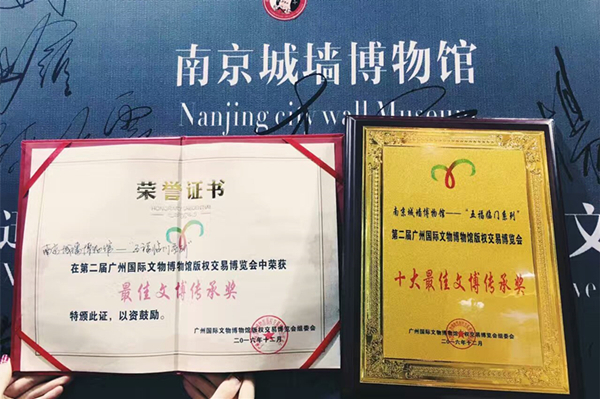 南京城墙博物馆
Nanjing city wall Museum
荣誉证书
南京城墙博物馆—"五福临门系列"
在第二届广州国际文物博物馆版权交易博览会中荣获
最佳文博传承奖
特颁此证，以资鼓励。
广州国际文物博物馆版权交易博览会组委会
二〇一六年十二月
南京城墙博物馆——"五福临门系列"
第二届广州国际文物博物馆版权交易博览会
十大最佳文博传承奖
广州国际文物博物馆版权交易博览会组委会
二〇一六年十二月